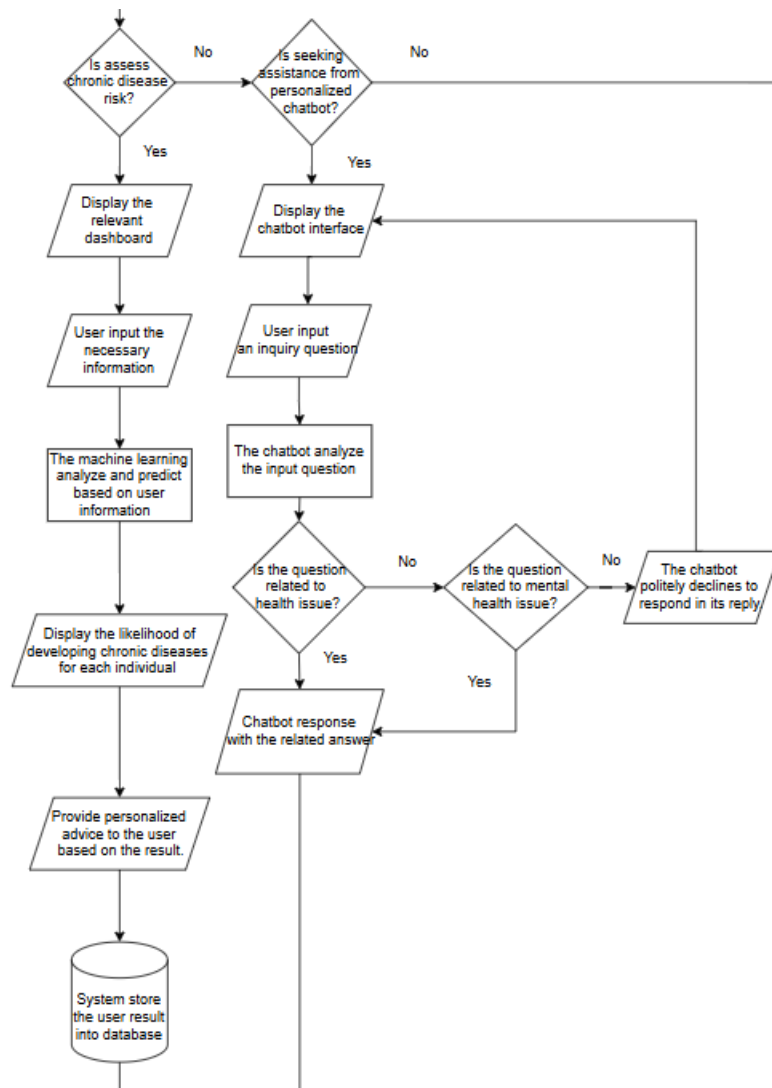 Is assess
chronic disease
risk?
No
Is seeking
assistance from
personalized
chatbot?
No
Yes
Yes
Display the
relevant
dashboard
Display the
chatbot interface
User input the
necessary
information
User input
an inquiry question
The machine learning
analyze and predict
based on user
information
The chatbot analyze
the input question
Is the question
related to
health issue?
No
Is the question
related to mental
health issue?
No
The chatbot
politely declines to
respond in its reply.
Display the likelihood of
developing chronic diseases
for each individual
Yes
Yes
Chatbot response
with the related answer
Provide personalized
advice to the user
based on the result.
System store
the user result
into database